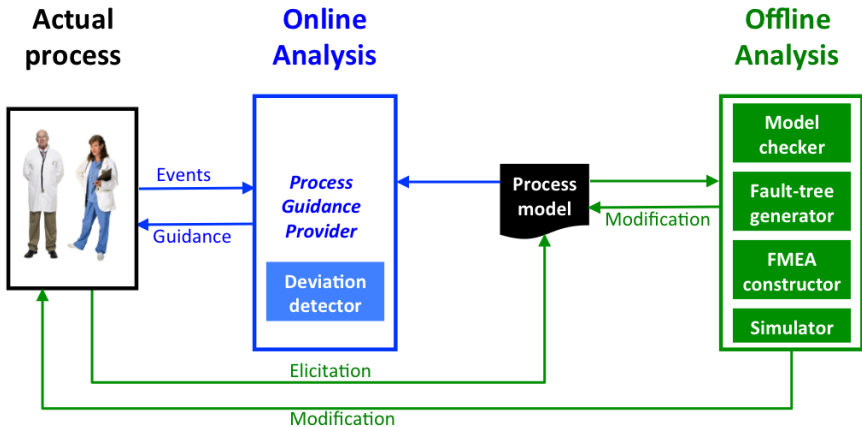 Actual
process
Online
Analysis
Offline
Analysis
Events
Guidance
Process
Guidance
Provider
Deviation
detector
Process
model
Modification
Model
checker
Fault-tree
generator
FMEA
constructor
Simulator
Elicitation
Modification